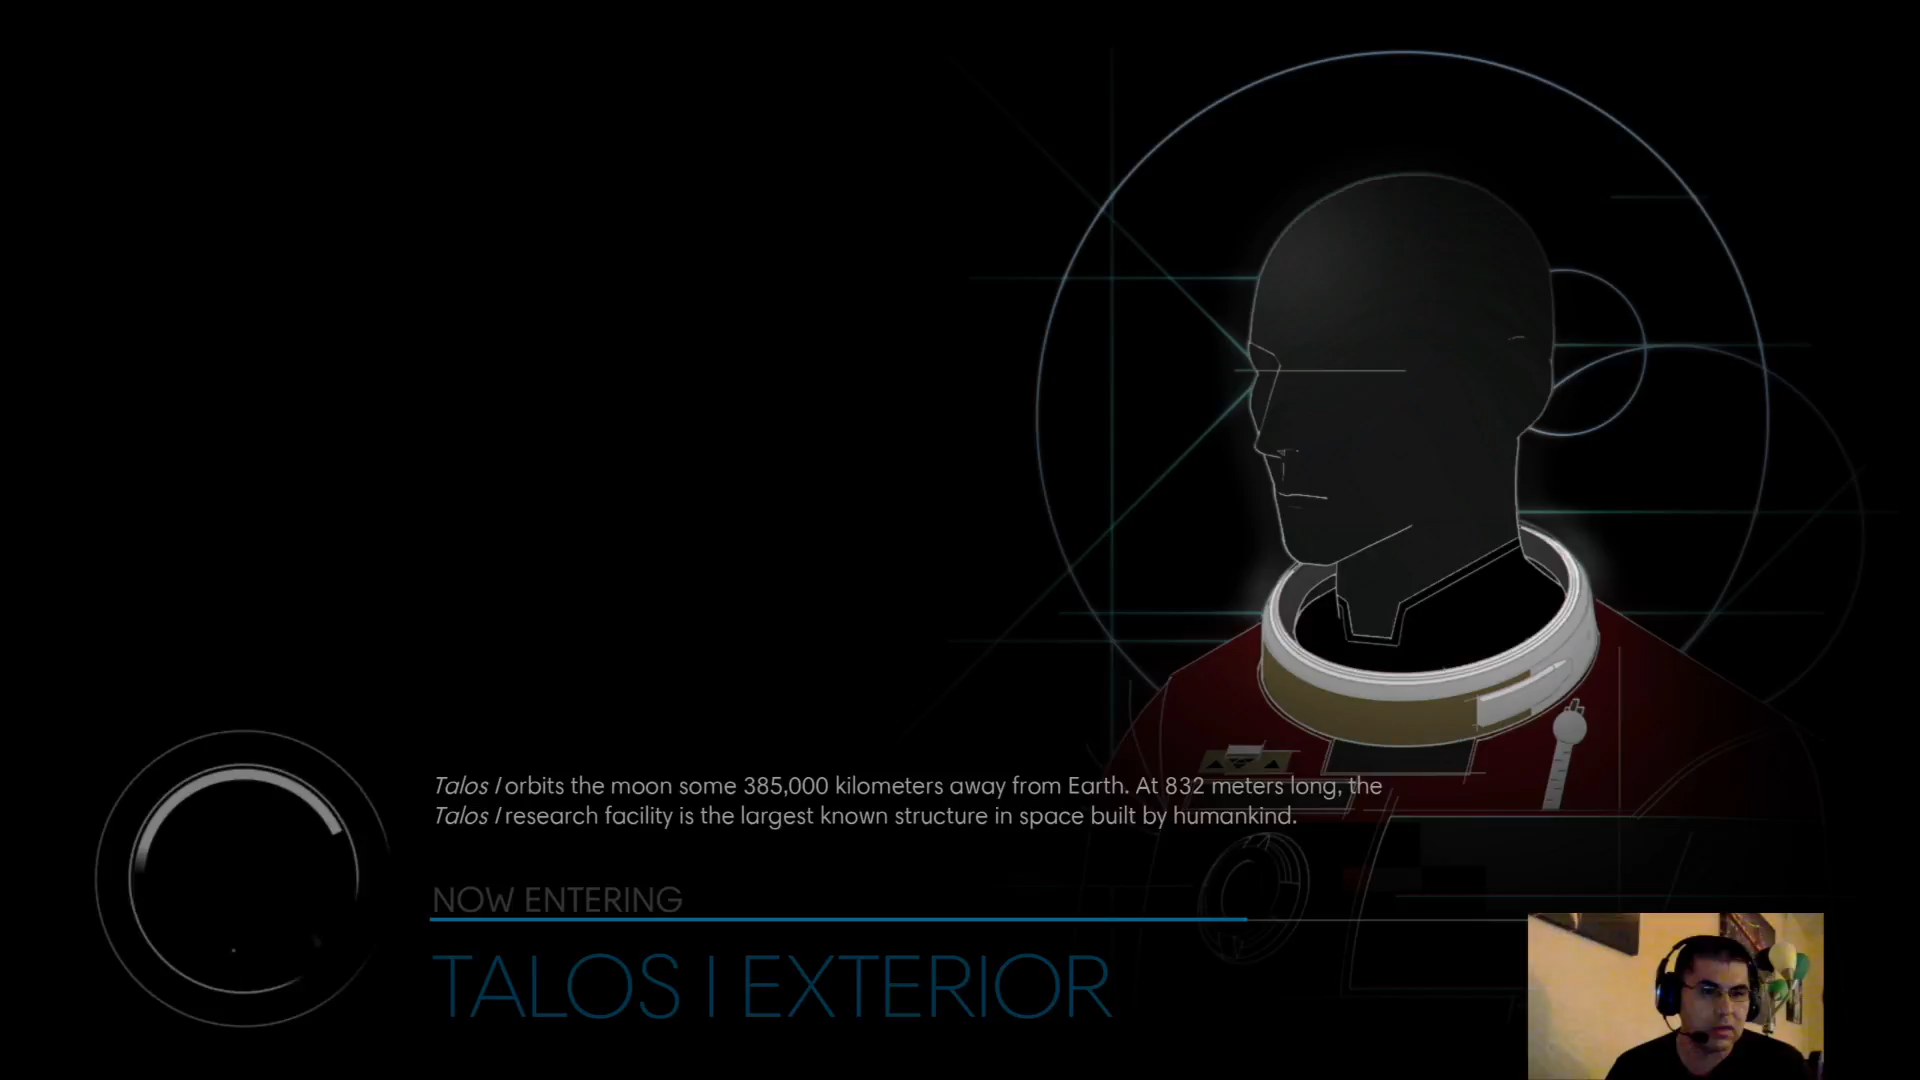 Talos I orbits the moon some 385,000 kilometers away from Earth. At 832 meters long, the
Talos I research facility is the largest known structure in space built by humankind.
NOW ENTERING
TALOS I EXTERIOR